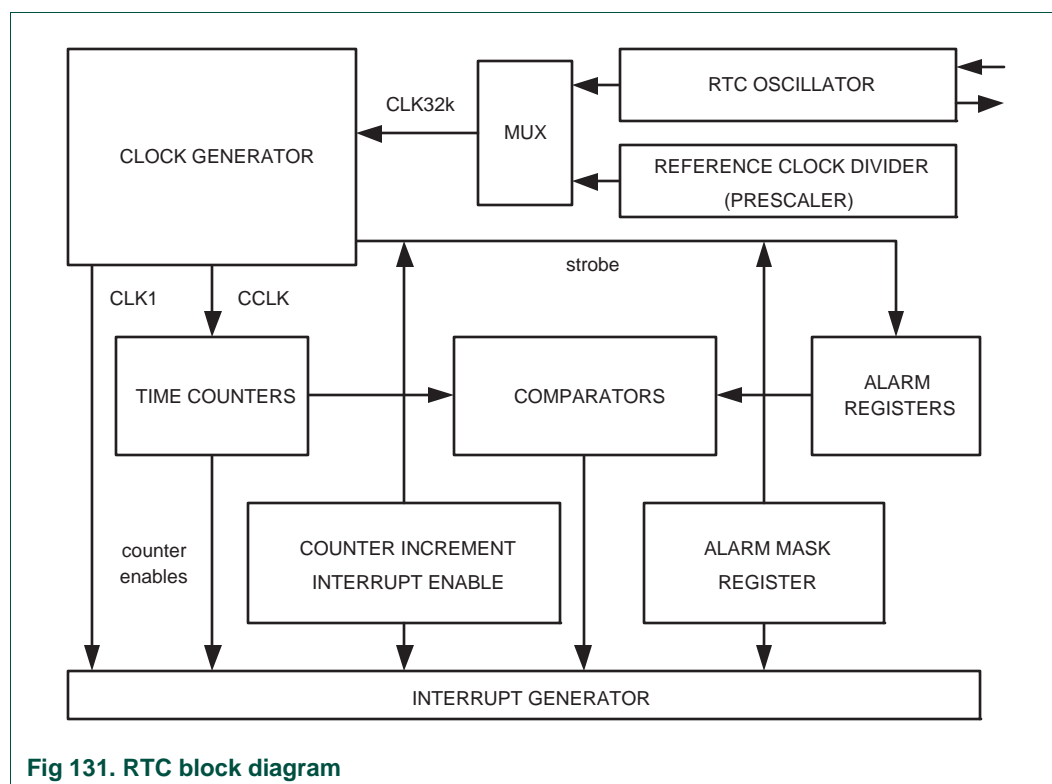 RTC OSCILLATOR
CLK32k
MUX
CLOCK GENERATOR
REFERENCE CLOCK DIVIDER
(PRESCALER)
strobe
CLK1
CCLK
TIME COUNTERS
COMPARATORS
ALARM
REGISTERS
counter
enables
COUNTER INCREMENT
INTERRUPT ENABLE
ALARM MASK
REGISTER
INTERRUPT GENERATOR
Fig 131. RTC block diagram